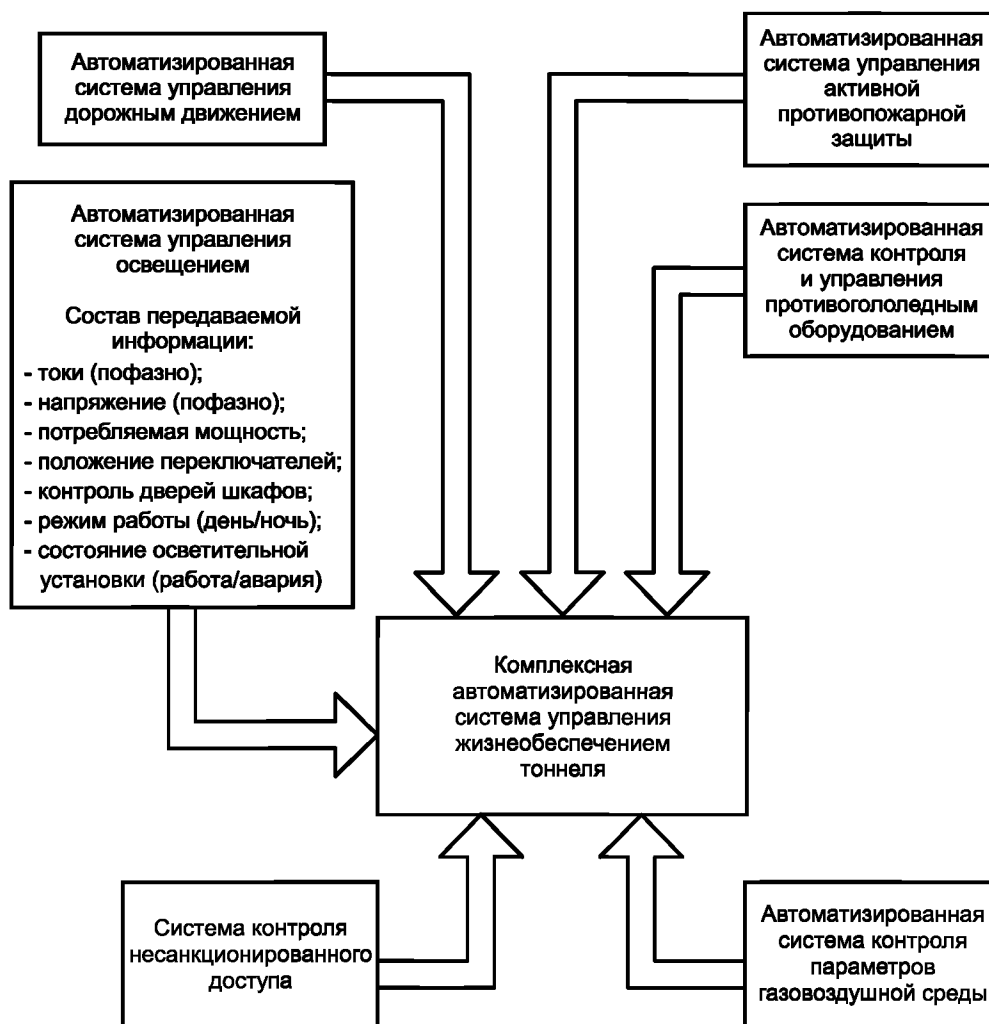 Автоматизированная
система управления
дорожным движением
Автоматизированная
система управления
активной
противопожарной
защиты
Автоматизированная
система управления
освещением
Состав передаваемой
информации:
- токи (пофазно);
- напряжение (пофазно);
- потребляемая мощность;
- положение переключателей;
- контроль дверей шкафов;
- режим работы (день/ночь);
- состояние осветительной
установки (работа/авария)
Автоматизированная
система контроля
и управления
противогололедным
оборудованием
Комплексная
автоматизированная
система управления
жизнеобеспечением
тоннеля
Система контроля
несанкционированного
доступа
Автоматизированная
система контроля
параметров
газовоздушной среды